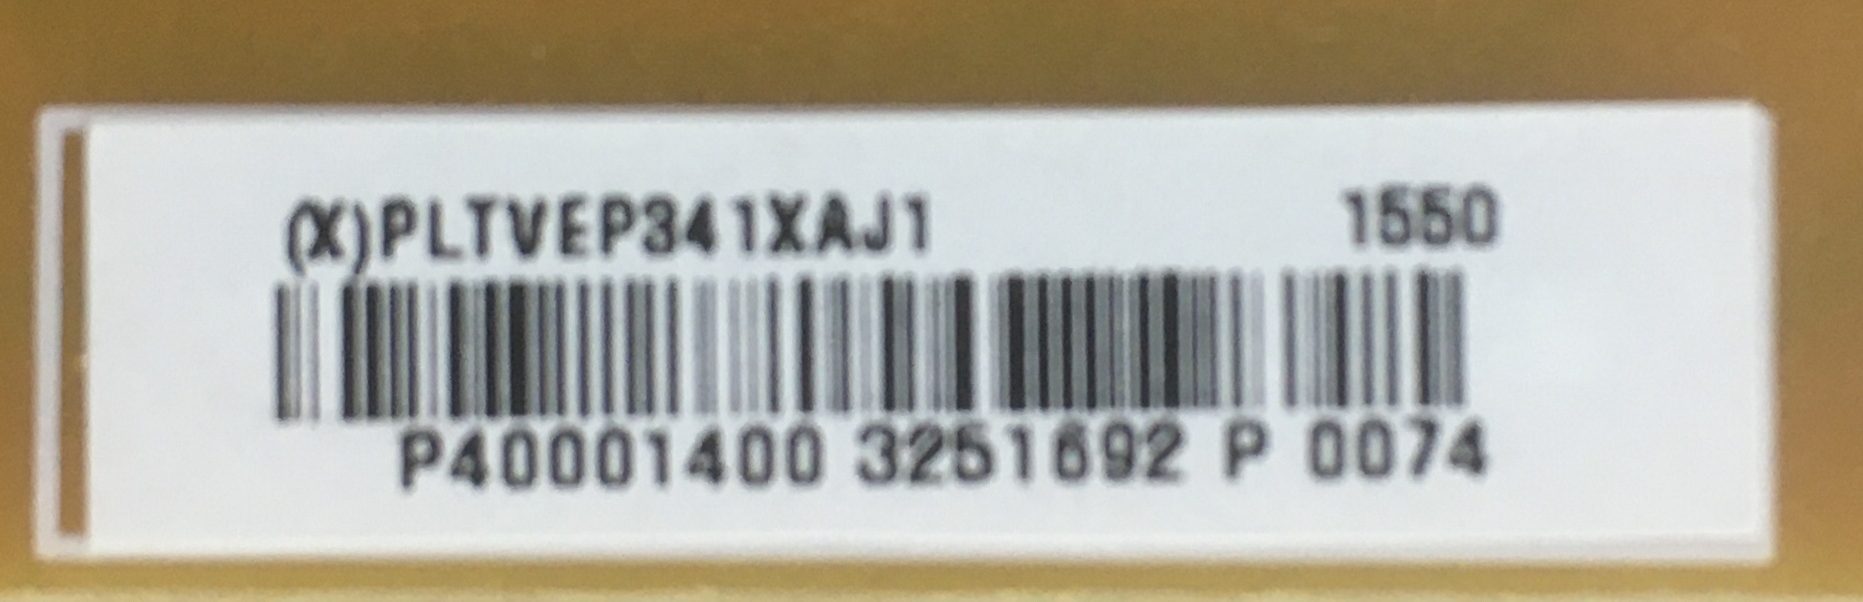 (X)PLTVEP341XAJ1 1550
P40001400 3251692 P 0074